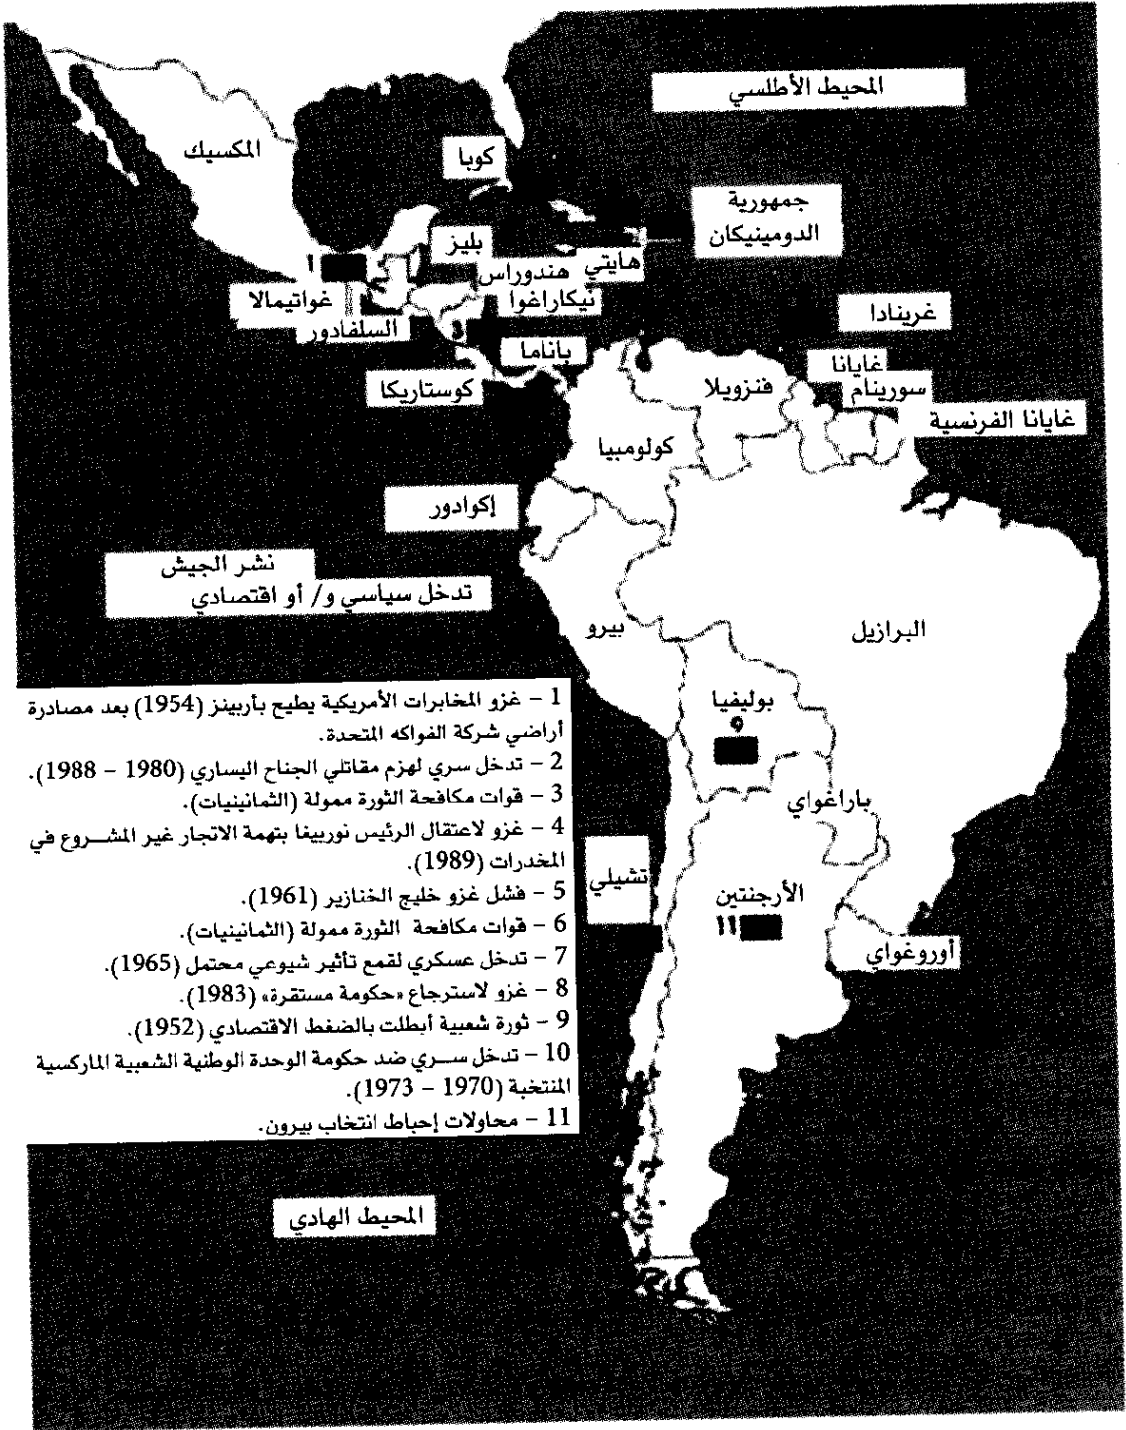 المحيط الأطلسي
المكسيك
كوبا
جمهورية
الدومينيكان
بليز
هايتي
هندوراس
1
نيكاراغوا
غواتيمالا
غرينادا
السلفادور
3
باناما
غايانا
كوستاريكا
فنزويلا
سورينام
غايانا الفرنسية
كولومبيا
إكوادور
نشر الجيش
تدخل سياسي و/ أو اقتصادي
بيرو
البرازيل
بوليفيا
9
باراغواي
تشيلي
الأرجنتين
11
أوروغواي
1 – غزو المخابرات الأمريكية يطيح بأربينز (1954) بعد مصادرة
أراضي شركة الفواكه المتحدة.
2 – تدخل سري لهزم مقاتلي الجناح اليساري (1980 – 1988).
3 – قوات مكافحة الثورة ممولة (الثمانينيات).
4 – غزو لاعتقال الرئيس نورييغا بتهمة الاتجار غير المشروع في
المخدرات (1989).
5 – فشل غزو خليج الخنازير (1961).
6 – قوات مكافحة الثورة ممولة (الثمانينيات).
7 – تدخل عسكري لقمع تأثير شيوعي محتمل (1965).
8 – غزو لاسترجاع «حكومة مستقرة» (1983).
9 – ثورة شعبية أبطلت بالضغط الاقتصادي (1952).
10 – تدخل سري ضد حكومة الوحدة الوطنية الشعبية الماركسية
المنتخبة (1970 – 1973).
11 – محاولات إحباط انتخاب بيرون.
المحيط الهادي